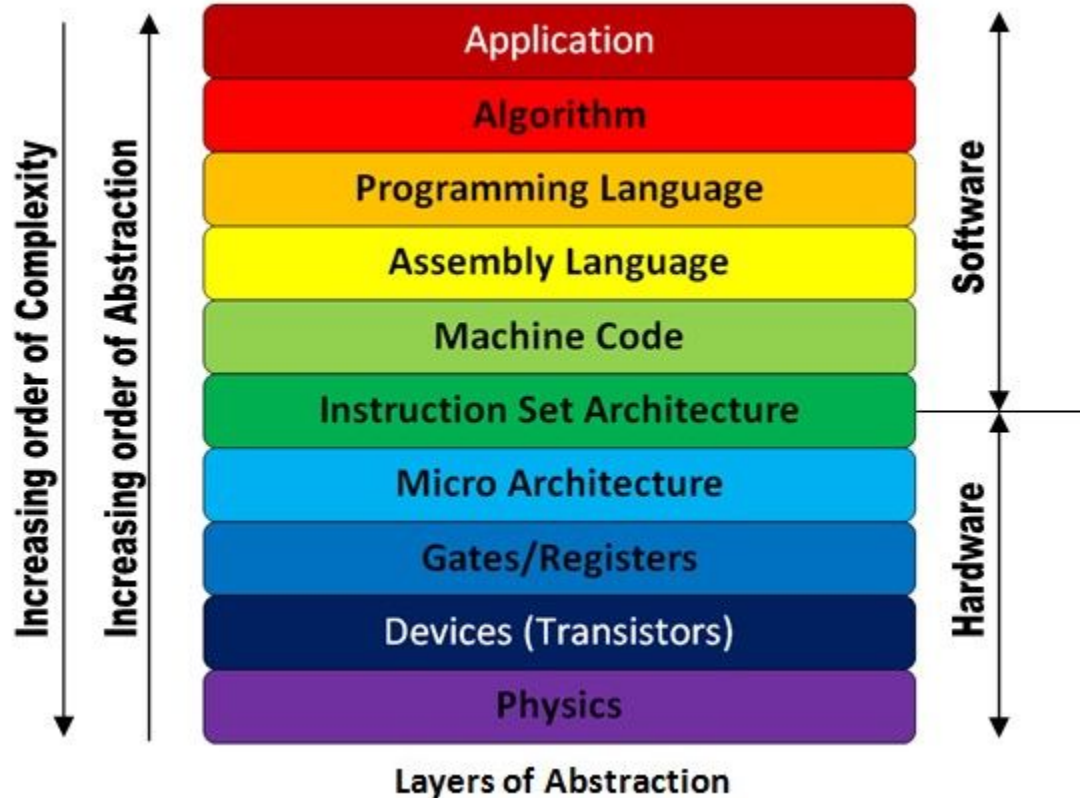 Application
Algorithm
Programming Language
Assembly Language
Machine Code
Instruction Set Architecture
Micro Architecture
Gates/Registers
Devices (Transistors)
Physics
Increasing order of Complexity
Increasing order of Abstraction
Software
Hardware
Layers of Abstraction